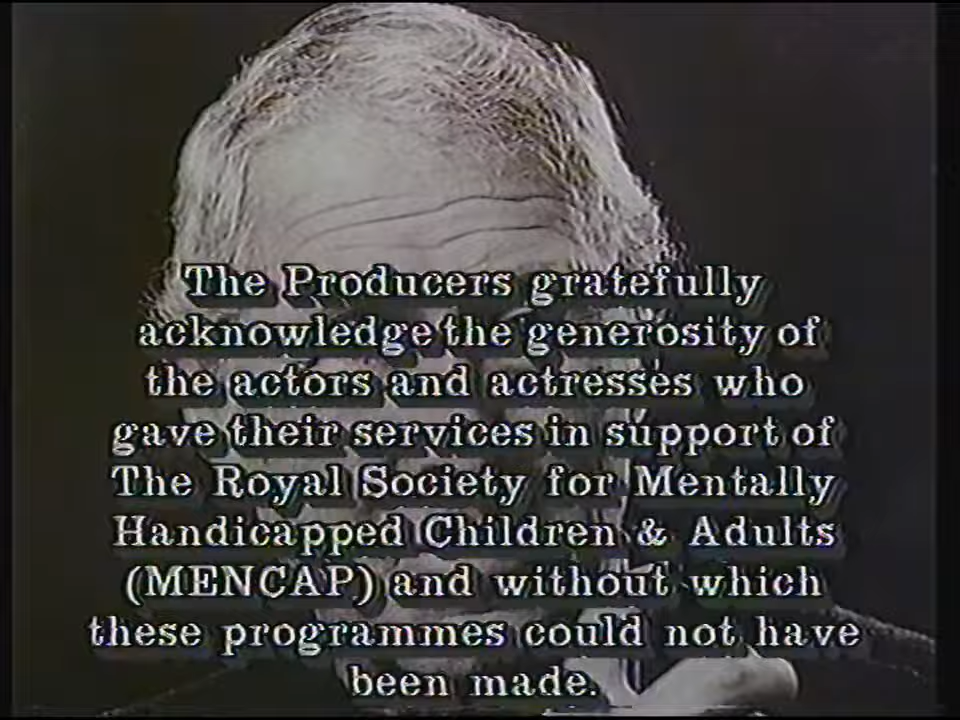 The Producers gratefully
acknowledge the generosity of
the actors and actresses who
gave their services in support of
The Royal Society for Mentally
Handicapped Children & Adults
(MENCAP) and without which
these programmes could not have
been made.